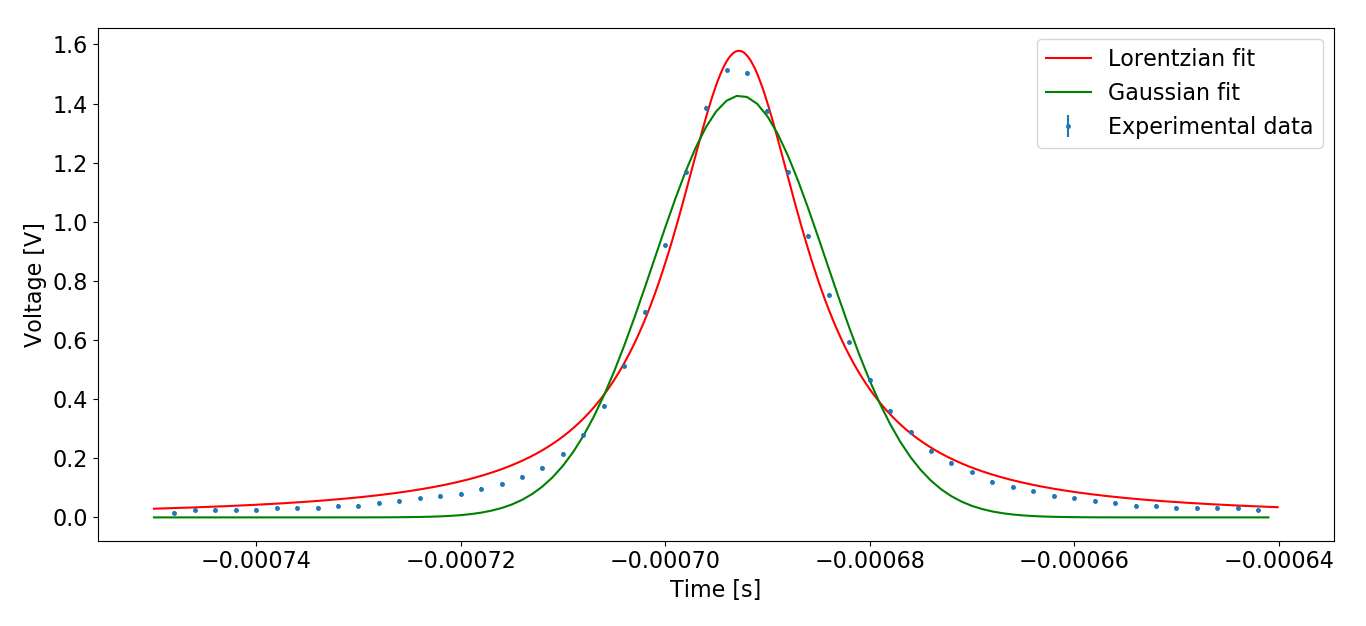 Lorentzian fit
Gaussian fit
Experimental data
Voltage [V]
1.6
1.4
1.2
1.0
0.8
0.6
0.4
0.2
0.0
−0.00074 −0.00072 −0.00070 −0.00068 −0.00066 −0.00064
Time [s]